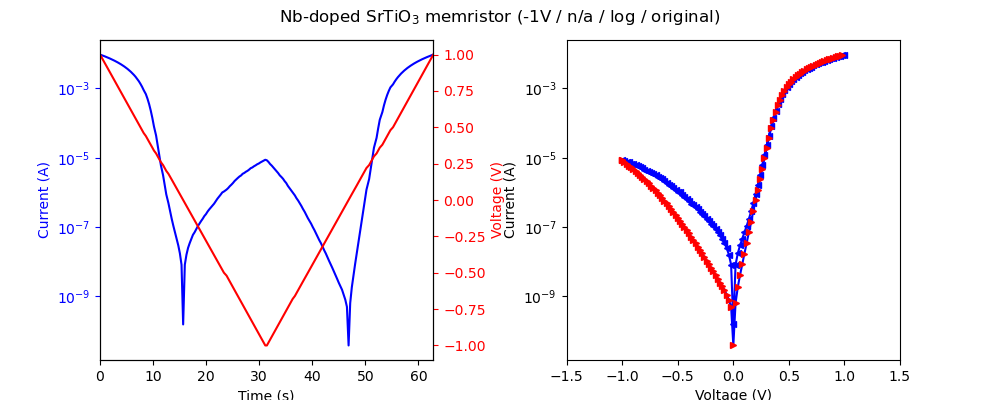 Nb-doped SrTiO₃ memristor (-1V / n/a / log / original)
Current (A)
10⁻³
10⁻⁵
10⁻⁷
10⁻⁹
0 10 20 30 40 50 60
Time (s)
1.00
0.75
0.50
0.25
0.00
−0.25
−0.50
−0.75
−1.00
Voltage (V)
Current (A)
10⁻³
10⁻⁵
10⁻⁷
10⁻⁹
−1.5 −1.0 −0.5 0.0 0.5 1.0 1.5
Voltage (V)